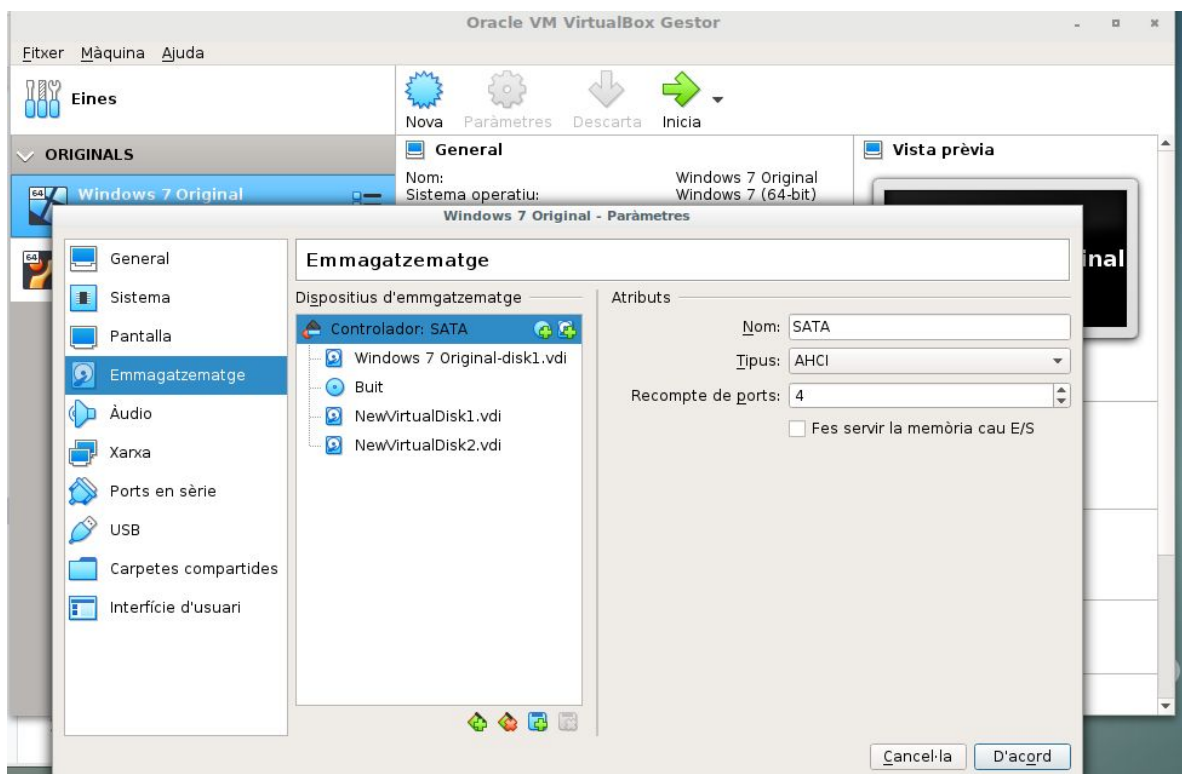 Oracle VM VirtualBox Gestor
Fitxer Màquina Ajuda
Eines
Nova Paràmetres Descarta Inicia
ORIGINALS
64 Windows 7 Original
64
General
Nom: Windows 7 Original
Sistema operatiu: Windows 7 (64-bit)
Vista prèvia
inal
Windows 7 Original - Paràmetres
General
Sistema
Pantalla
Emmagatzematge
Àudio
Xarxa
Ports en sèrie
USB
Carpetes compartides
Interfície d'usuari
Emmagatzematge
Dispositius d'emmgatzematge
Controlador: SATA
Windows 7 Original-disk1.vdi
Buit
NewVirtualDisk1.vdi
NewVirtualDisk2.vdi
Atributs
Nom: SATA
Tipus: AHCI
Recompte de ports: 4
Fes servir la memòria cau E/S
Cancel·la D'acord